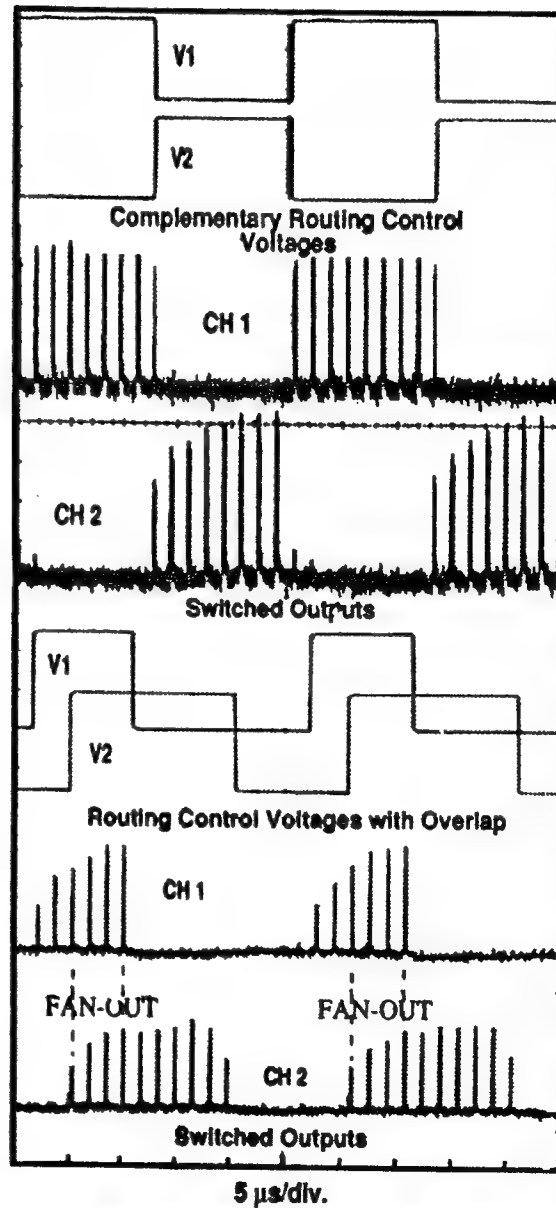 V1
V2
Complementary Routing Control
Voltages
CH 1
CH 2
Switched Outputs
V1
V2
Routing Control Voltages with Overlap
CH 1
FAN-OUT FAN-OUT
CH 2
Switched Outputs
5 µs/div.